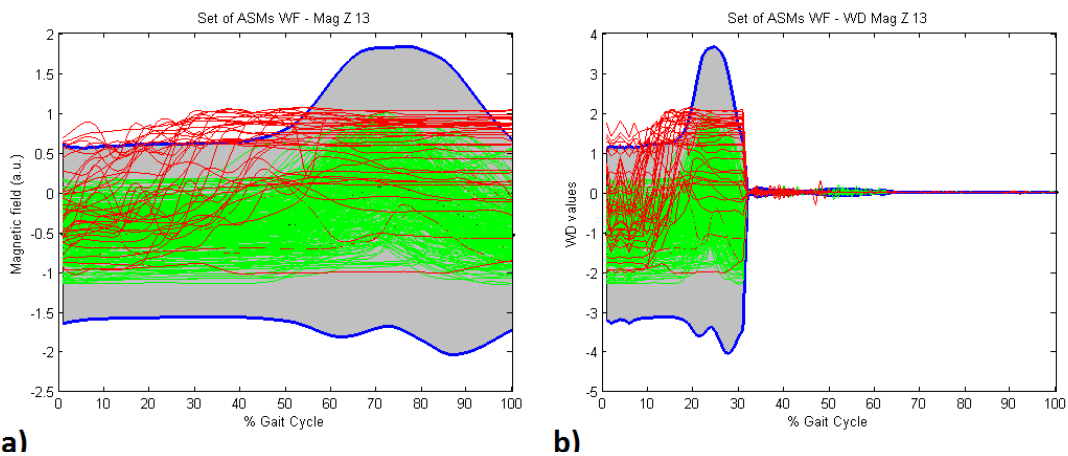 Set of ASMs WF - Mag Z 13
2
1.5
1
0.5
0
-0.5
-1
-1.5
-2
-2.5
Magnetic field (a.u.)
0 10 20 30 40 50 60 70 80 90 100
% Gait Cycle
a)
Set of ASMs WF - WD Mag Z 13
4
3
2
1
0
-1
-2
-3
-4
-5
WD values
0 10 20 30 40 50 60 70 80 90 100
% Gait Cycle
b)